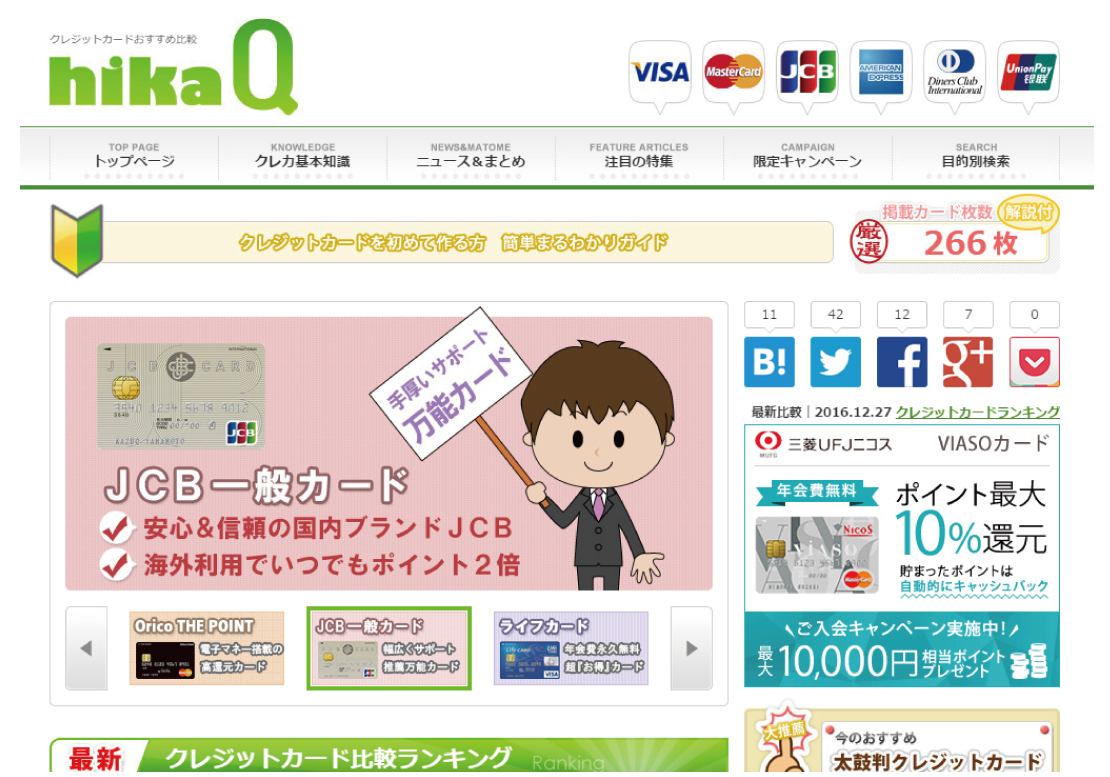 クレジットカードおすすめ比較
hikaQ
VISA
MasterCard
JCB
AMERICAN EXPRESS
Diners Club International
UnionPay 银联
TOP PAGE
トップページ
KNOWLEDGE
クレカ基本知識
NEWS&MATOME
ニュース&まとめ
FEATURE ARTICLES
注目の特集
CAMPAIGN
限定キャンペーン
SEARCH
目的別検索
クレジットカードを初めて作る方 簡単まるわかりガイド
掲載カード枚数 解説付
厳選
266枚
JCB CARD
3540 1234 5678 9012
JCB
手厚いサポート
万能カード
JCB一般カード
安心&信頼の国内ブランドJCB
海外利用でいつでもポイント2倍
Orico THE POINT
電子マネー搭載の
高還元カード
JCB一般カード
幅広くサポート
推薦万能カード
ライフカード
年会費永久無料
超『お得』カード
11 42 12 7 0
B!
g+
最新比較|2016.12.27 クレジットカードランキング
MUFG
三菱UFJニコス VIASOカード
年会費無料
ポイント最大
10%還元
NICOS
VIASO
MasterCard
貯まったポイントは
自動的にキャッシュバック
ご入会キャンペーン実施中!
最大10,000円相当ポイントプレゼント
大推薦
今のおすすめ
太鼓判クレジットカード
最新 クレジットカード比較ランキング Ranking